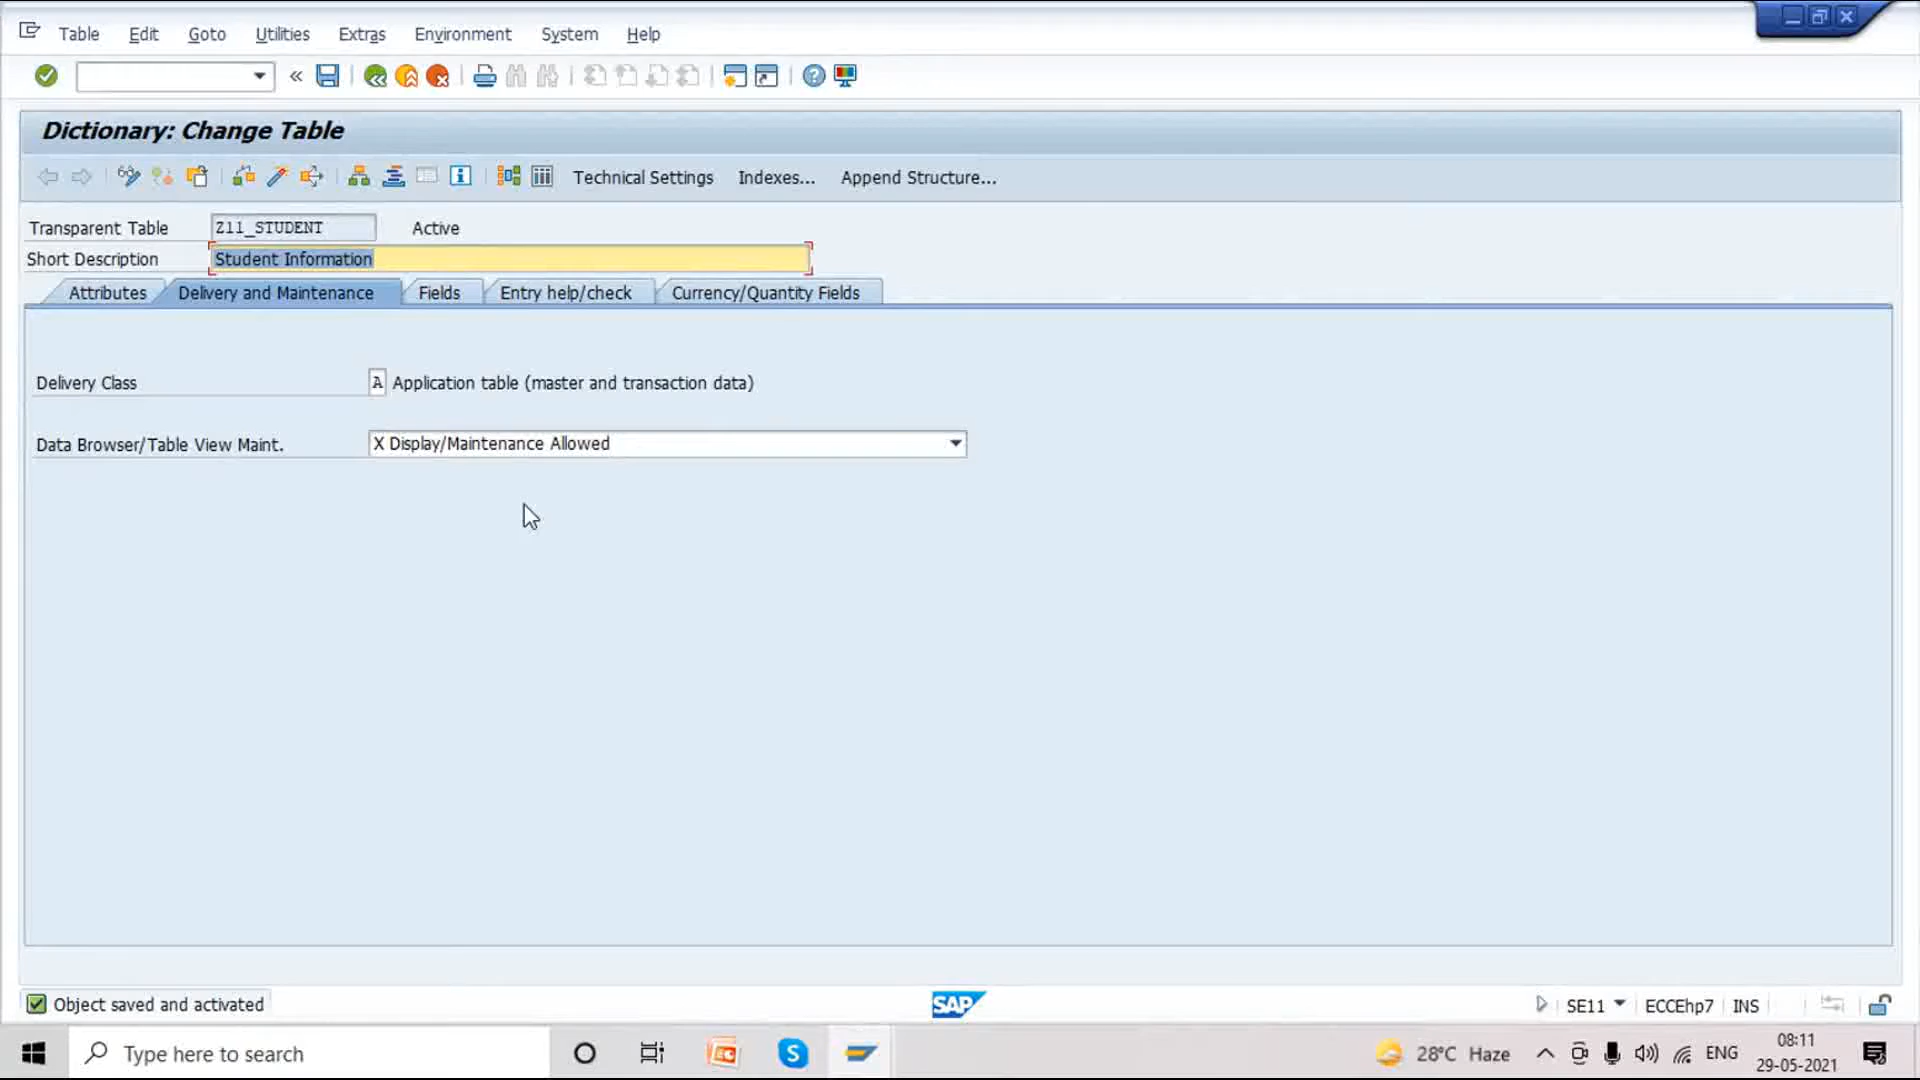 Table Edit Goto Utilities Extras Environment System Help
Dictionary: Change Table
Technical Settings Indexes... Append Structure...
Transparent Table Z11_STUDENT Active
Short Description Student Information
Attributes Delivery and Maintenance Fields Entry help/check Currency/Quantity Fields
Delivery Class A Application table (master and transaction data)
Data Browser/Table View Maint. X Display/Maintenance Allowed
Object saved and activated SAP SE11 ECCEhp7 INS
Type here to search 28°C Haze ENG 08:11
29-05-2021